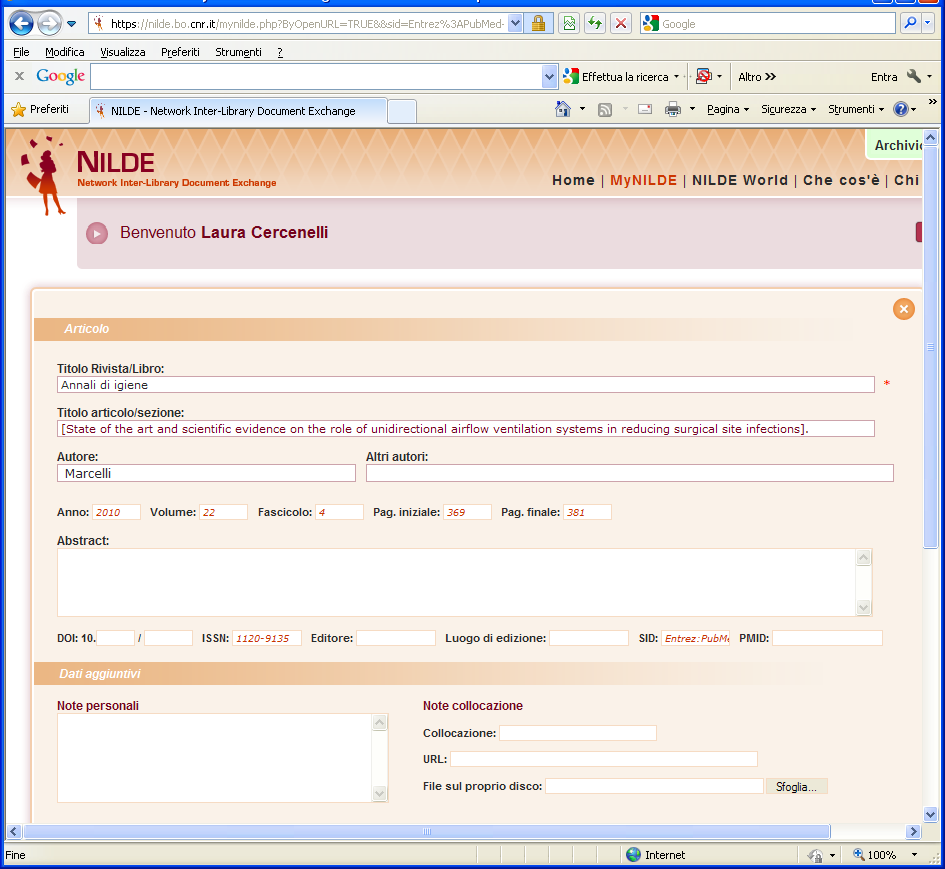 https://nilde.bo.cnr.it/mynilde.php?ByOpenURL=TRUE&&sid=Entrez%3APubMed- Google
File Modifica Visualizza Preferiti Strumenti ?
x Google Effettua la ricerca Altro >> Entra
Preferiti NILDE - Network Inter-Library Document Exchange Pagina Sicurezza Strumenti ? >>
NILDE Archivio
Network Inter-Library Document Exchange
Home | MyNILDE | NILDE World | Che cos'è | Chi
Benvenuto Laura Cercenelli
Articolo
Titolo Rivista/Libro:
Annali di igiene *
Titolo articolo/sezione:
[State of the art and scientific evidence on the role of unidirectional airflow ventilation systems in reducing surgical site infections].
Autore: Altri autori:
Marcelli
Anno: 2010 Volume: 22 Fascicolo: 4 Pag. iniziale: 369 Pag. finale: 381
Abstract:
DOI: 10. / ISSN: 1120-9135 Editore: Luogo di edizione: SID: Entrez:PubMe PMID:
Dati aggiuntivi
Note personali Note collocazione
Collocazione:
URL:
File sul proprio disco: Sfoglia...
Fine Internet 100%